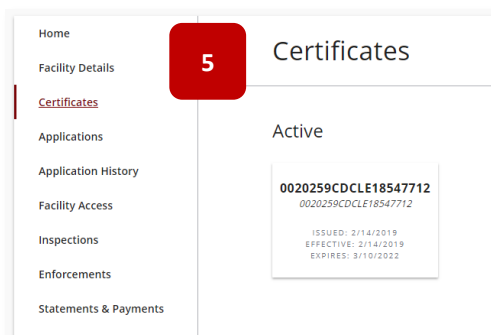 Home
Facility Details
Certificates
Applications
Application History
Facility Access
Inspections
Enforcements
Statements & Payments
5
Certificates
Active
0020259CDCLE18547712
0020259CDCLE18547712
ISSUED: 2/14/2019
EFFECTIVE: 2/14/2019
EXPIRES: 3/10/2022